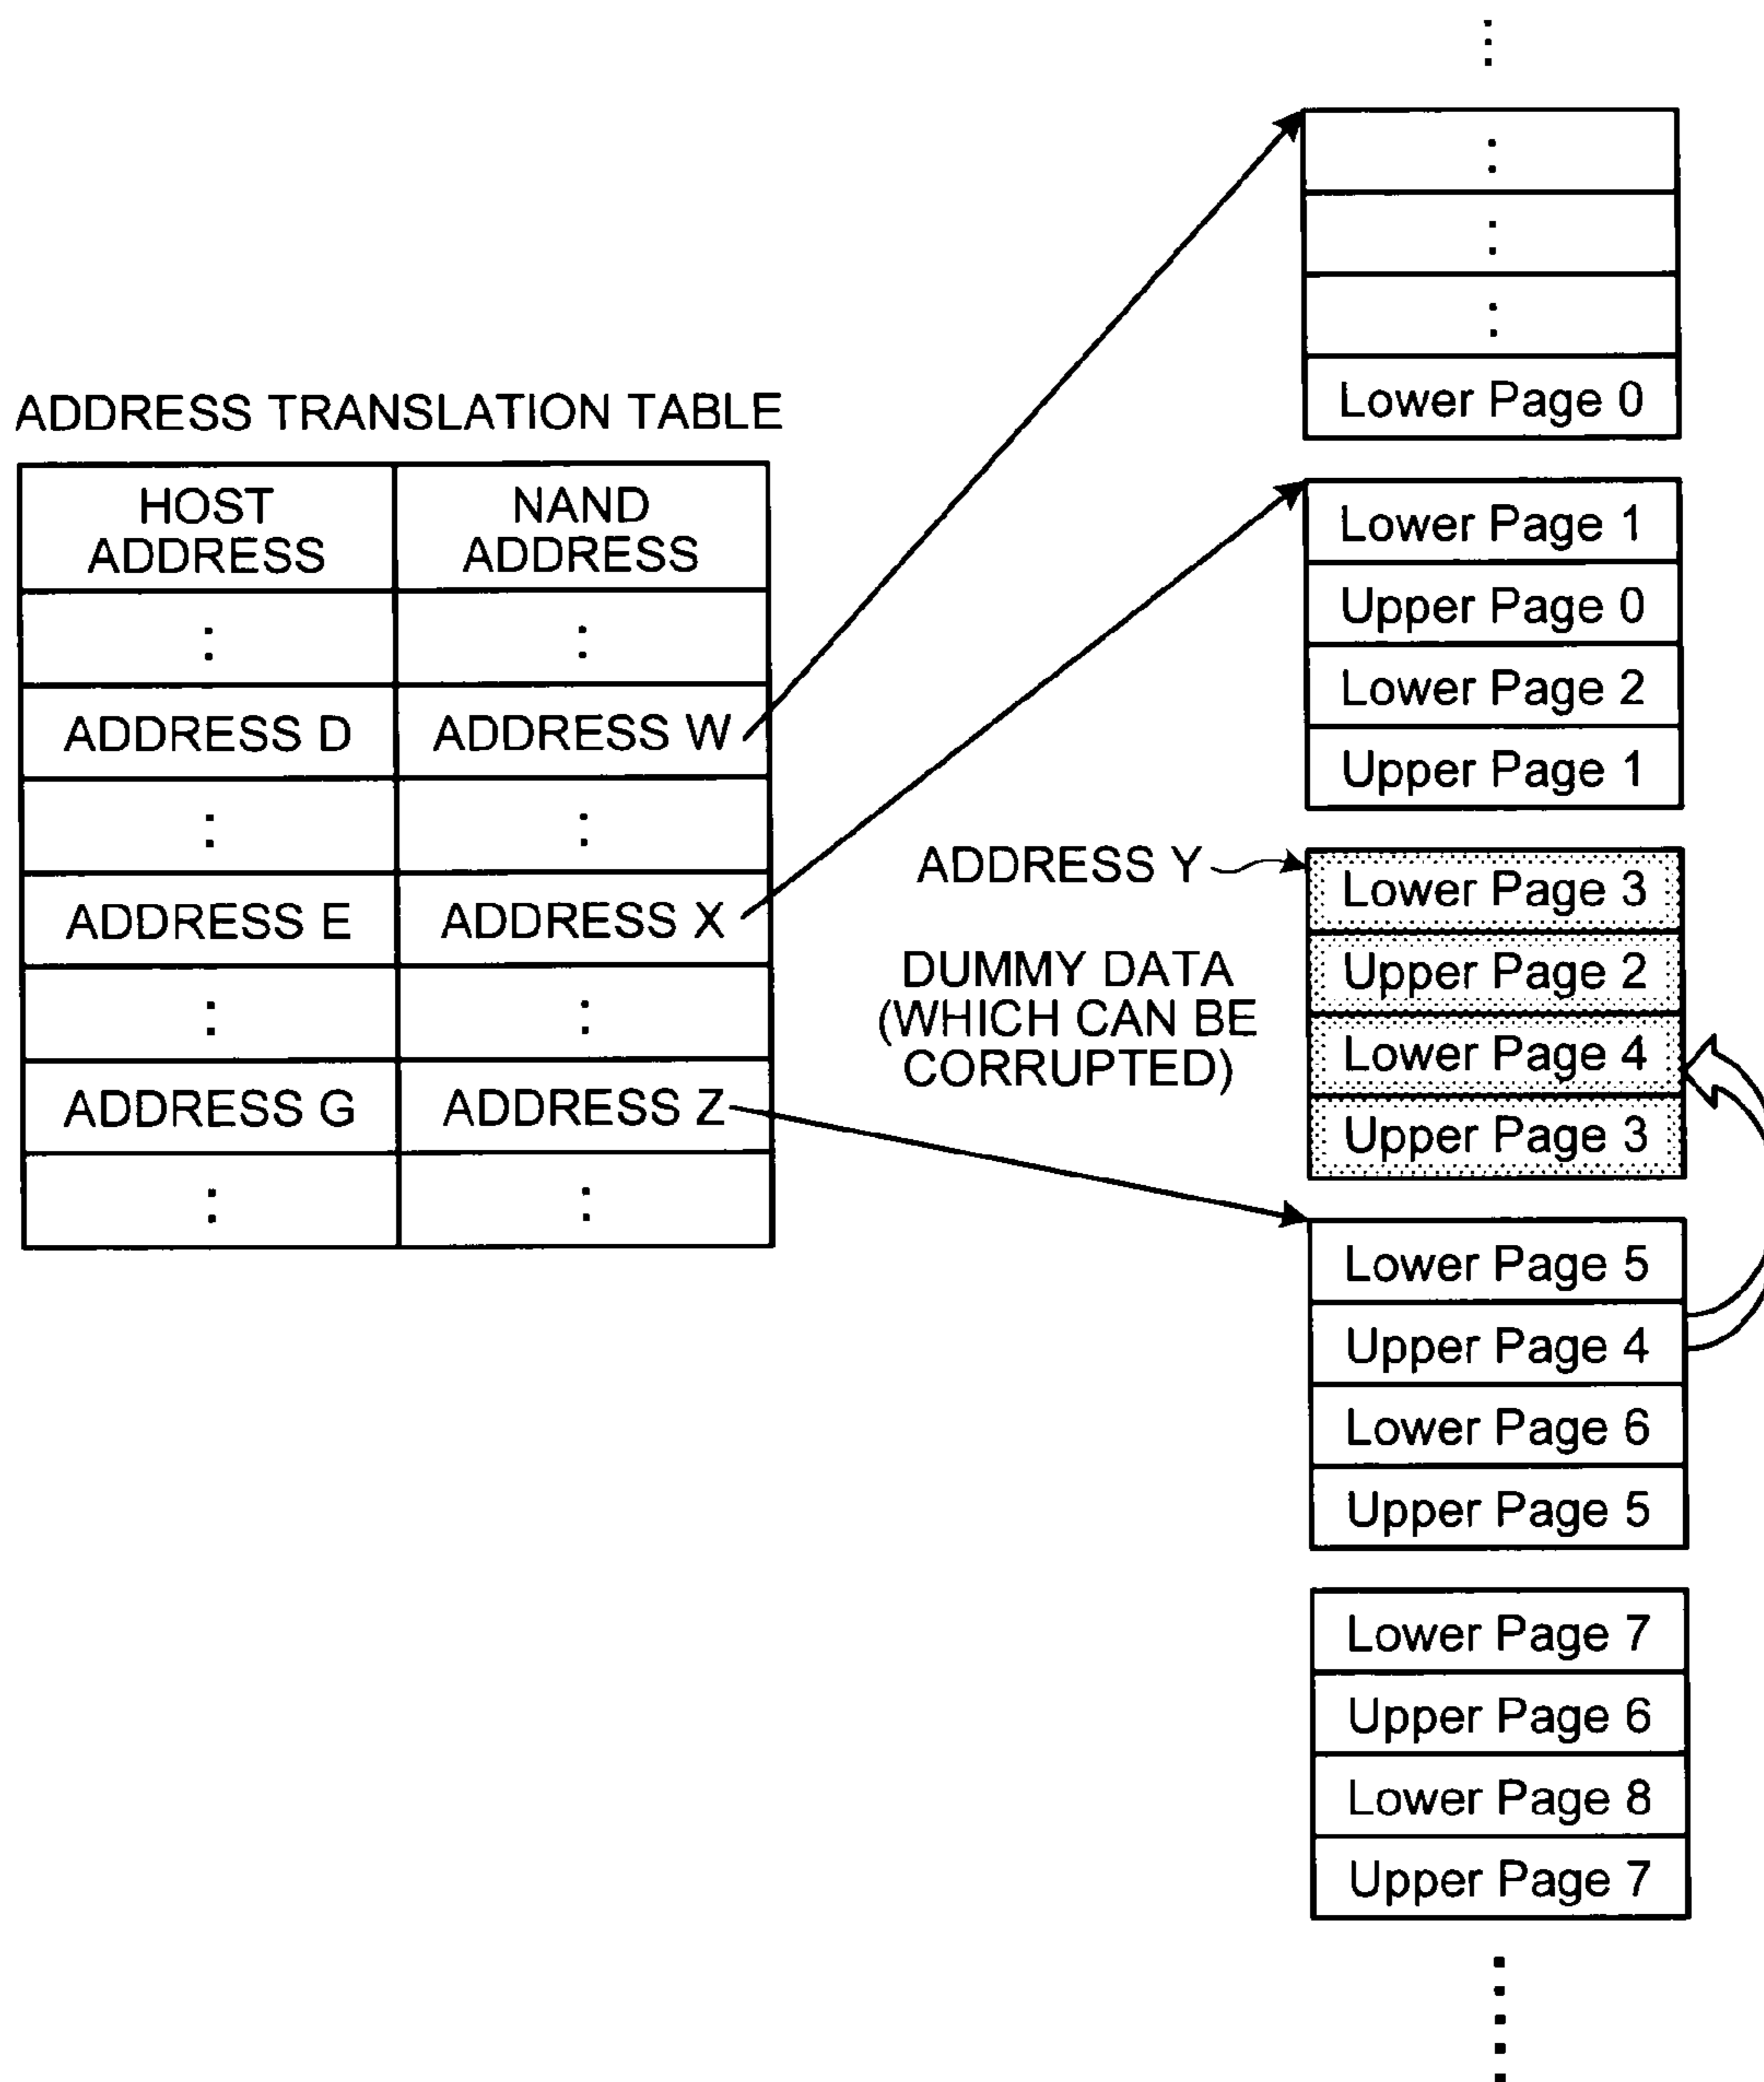 ADDRESS TRANSLATION TABLE
HOST ADDRESS
NAND ADDRESS
:
:
ADDRESS D
ADDRESS W
:
:
ADDRESS E
ADDRESS X
:
:
ADDRESS G
ADDRESS Z
:
:
Lower Page 0
Lower Page 1
Upper Page 0
Lower Page 2
Upper Page 1
ADDRESS Y
DUMMY DATA
(WHICH CAN BE
CORRUPTED)
Lower Page 3
Upper Page 2
Lower Page 4
Upper Page 3
Lower Page 5
Upper Page 4
Lower Page 6
Upper Page 5
Lower Page 7
Upper Page 6
Lower Page 8
Upper Page 7